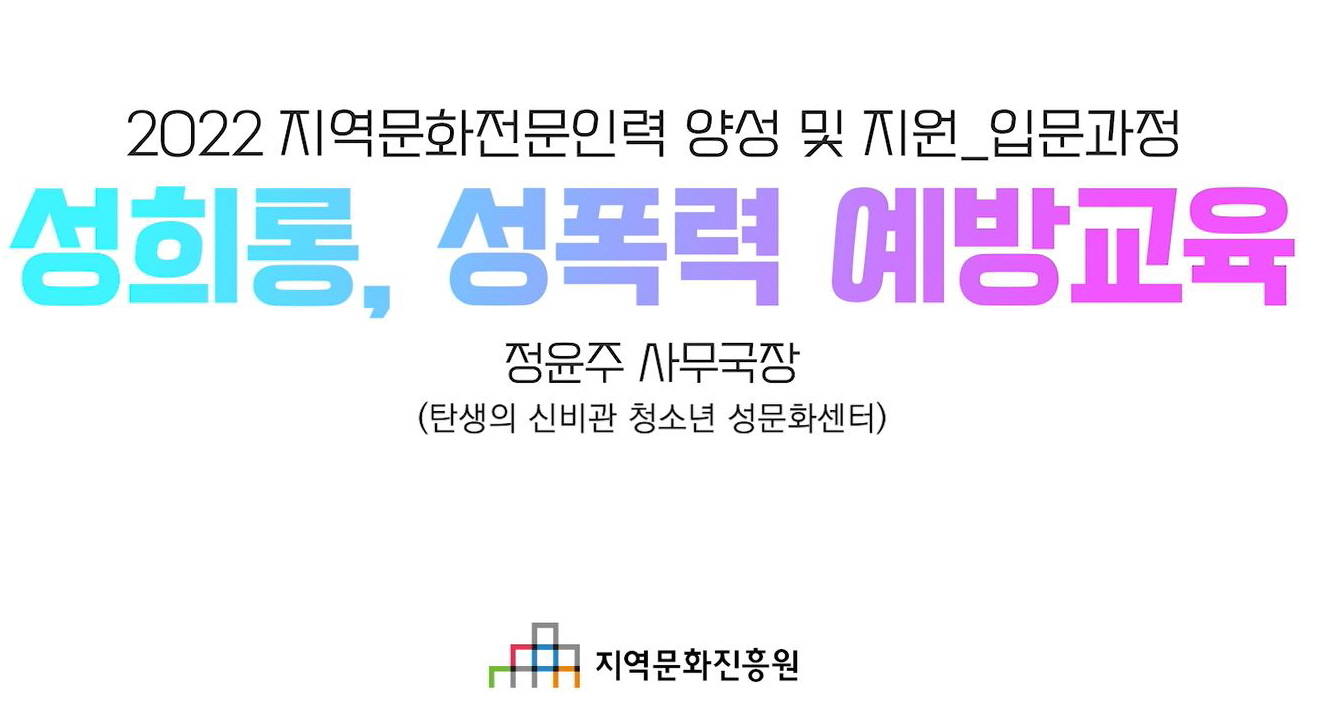 2022 지역문화전문인력 양성 및 지원_입문과정
성희롱, 성폭력 예방교육
정윤주 사무국장
(탄생의 신비관 청소년 성문화센터)
지역문화진흥원